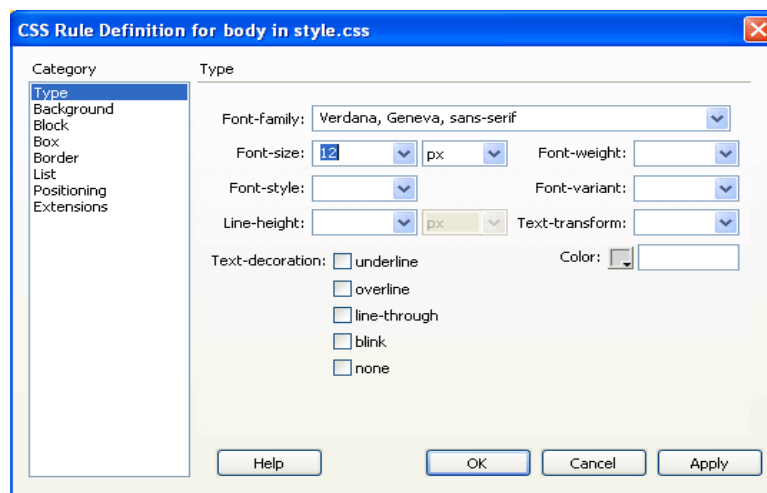 CSS Rule Definition for body in style.css
Category
Type
Type
Background
Block
Box
Border
List
Positioning
Extensions
Font-family: Verdana, Geneva, sans-serif
Font-size: 12 px Font-weight:
Font-style: Font-variant:
Line-height: px Text-transform:
Text-decoration: underline Color:
overline
line-through
blink
none
Help OK Cancel Apply